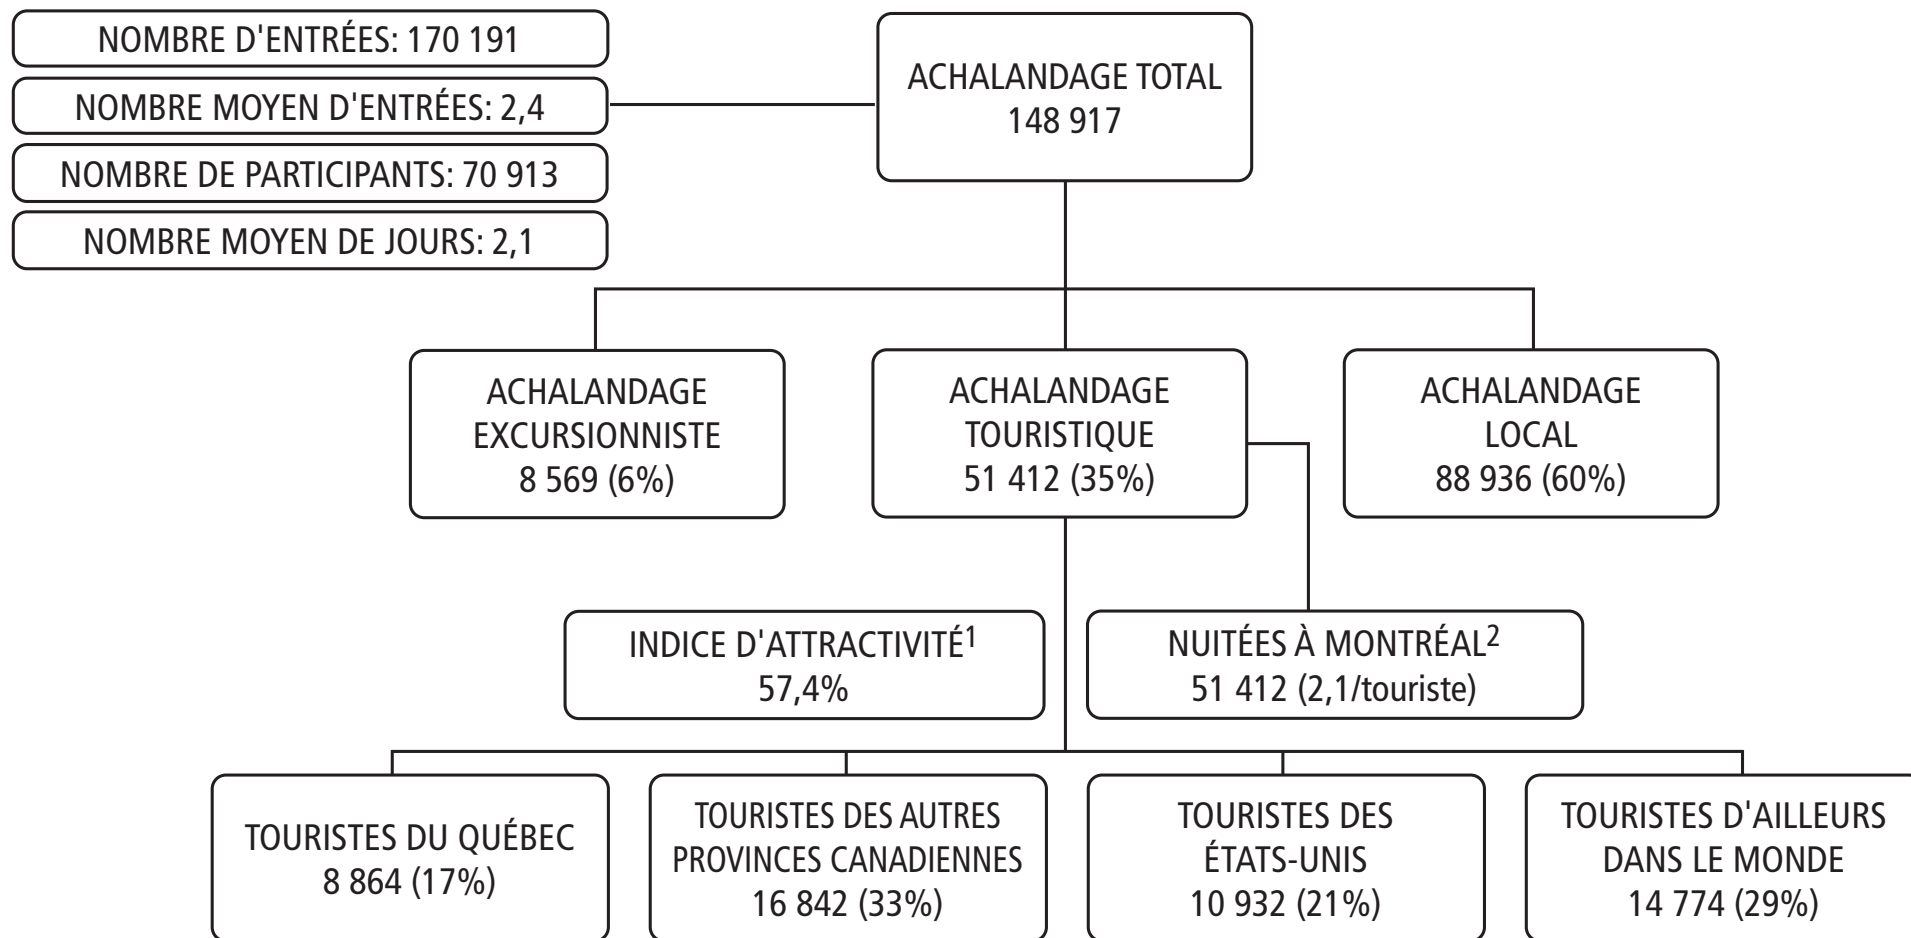 NOMBRE D'ENTRÉES: 170 191
NOMBRE MOYEN D'ENTRÉES: 2,4
NOMBRE DE PARTICIPANTS: 70 913
NOMBRE MOYEN DE JOURS: 2,1
ACHALANDAGE TOTAL
148 917
ACHALANDAGE
EXCURSIONNISTE
8 569 (6%)
ACHALANDAGE
TOURISTIQUE
51 412 (35%)
ACHALANDAGE
LOCAL
88 936 (60%)
INDICE D'ATTRACTIVITÉ1
57,4%
NUITÉES À MONTRÉAL2
51 412 (2,1/touriste)
TOURISTES DU QUÉBEC
8 864 (17%)
TOURISTES DES AUTRES
PROVINCES CANADIENNES
16 842 (33%)
TOURISTES DES
ÉTATS-UNIS
10 932 (21%)
TOURISTES D'AILLEURS
DANS LE MONDE
14 774 (29%)